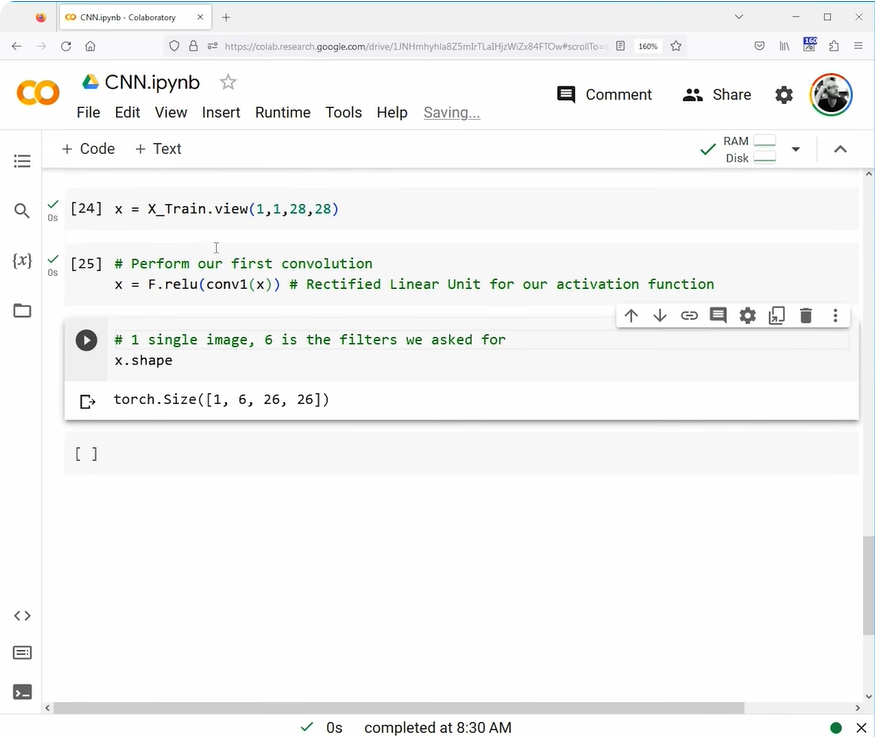 CNN.ipynb - Colaboratory
160
https://colab.research.google.com/drive/
160%
CNN.ipynb
Comment
Share
File Edit View Insert Runtime Tools Help Saving...
+ Code + Text
RAM
Disk
[24] x = X_Train.view(1,1,28,28)
0s
[25] # Perform our first convolution
0s
x = F.relu(conv1(x)) # Rectified Linear Unit for our activation function
# 1 single image, 6 is the filters we asked for
x.shape
torch.Size([1, 6, 26, 26])
[ ]
{x}
0s completed at 8:30 AM